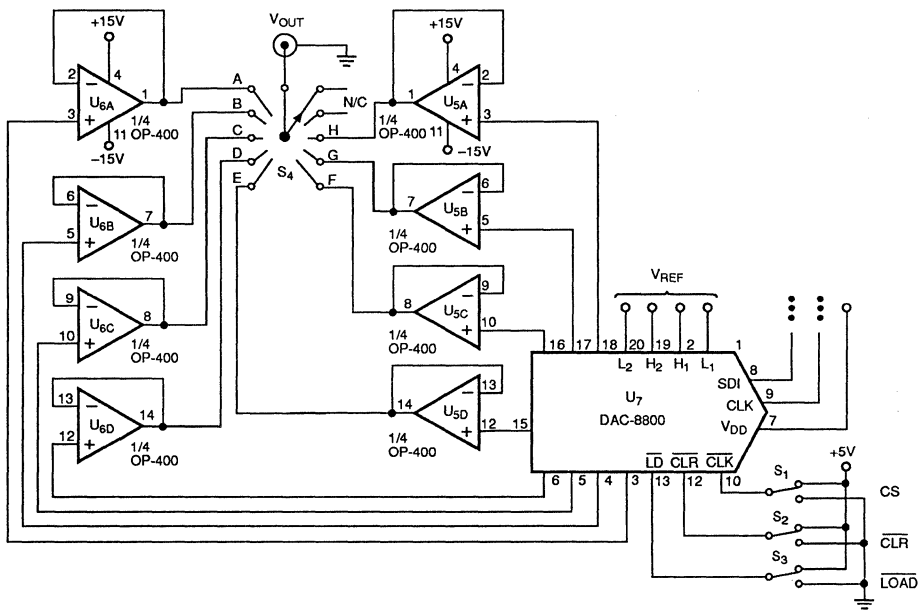 +15V
2
4
−
U6A
1
3
+
11
1/4
OP-400
−15V
VOUT
A
B
C
D
E
S4
N/C
H
G
F
+15V
4
2
−
1
U5A
3
+
1/4
OP-400
11
−15V
6
−
U6B
7
5
+
1/4
OP-400
6
−
7
U5B
5
+
1/4
OP-400
9
−
U6C
8
10
+
1/4
OP-400
9
−
8
U5C
10
+
1/4
OP-400
13
−
U6D
14
12
+
1/4
OP-400
13
−
14
U5D
12
+
15
1/4
OP-400
VREF
16 17 18 20 19 2 1
L2 H2 H1 L1
U7
DAC-8800
SDI
8
CLK
9
VDD
7
LD CLR CLK
6 5 4 3 13 12 10
+5V
S1
CS
S2
CLR
S3
LOAD